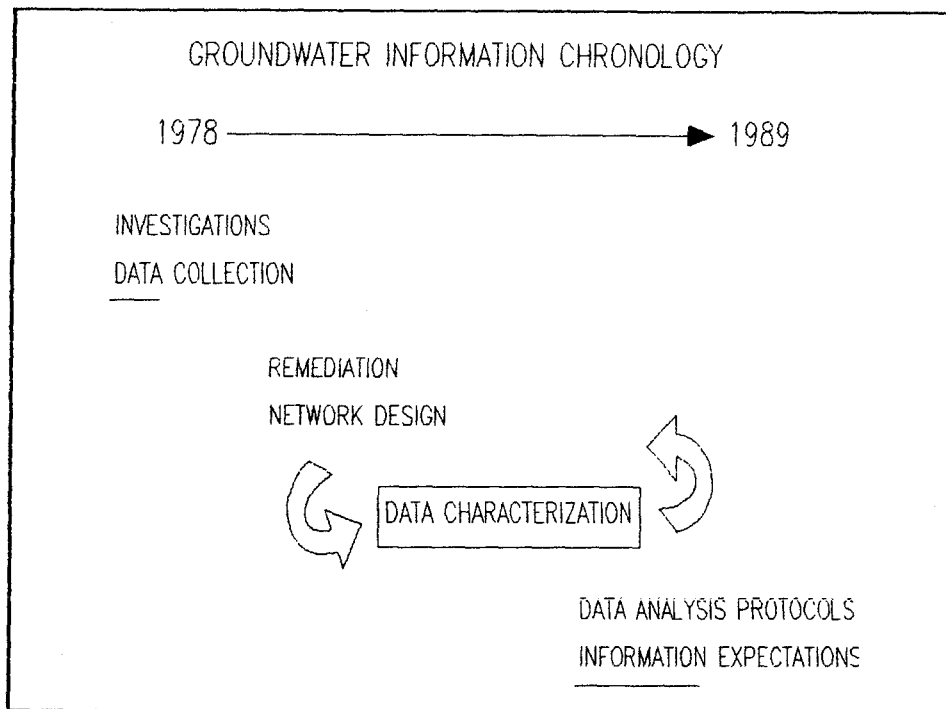 GROUNDWATER INFORMATION CHRONOLOGY
1978 1989
INVESTIGATIONS
DATA COLLECTION
REMEDIATION
NETWORK DESIGN
DATA CHARACTERIZATION
DATA ANALYSIS PROTOCOLS
INFORMATION EXPECTATIONS